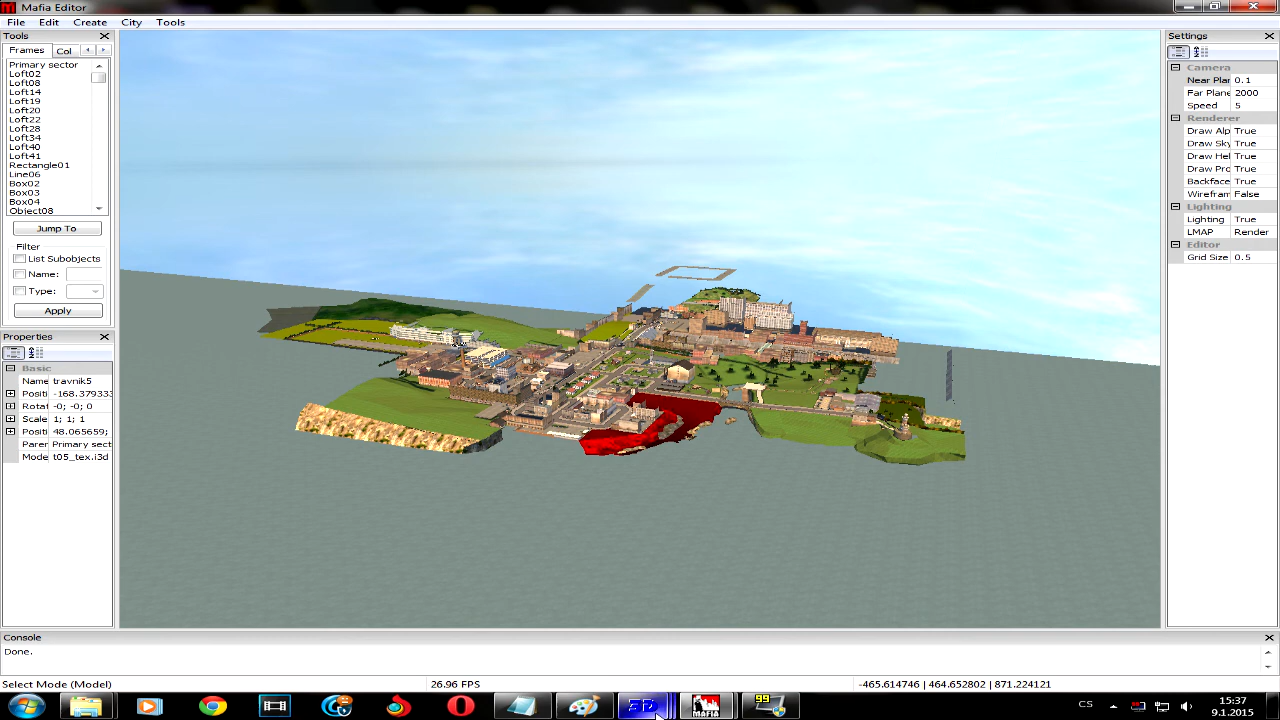 Mafia Editor
File Edit Create City Tools
Tools
Frames Col
Primary sector
Loft02
Loft08
Loft14
Loft19
Loft20
Loft22
Loft28
Loft34
Loft40
Loft41
Rectangle01
Line06
Box02
Box03
Box04
Object08
Jump To
Filter
List Subobjects
Name:
Type:
Apply
Properties
Basic
Name travnik5
Positi -168.379333
Rotat -0; -0; 0
Scale 1; 1; 1
Positi 48.065659;
Paren Primary sect
Mode t05_tex.i3d
Settings
Camera
Near Plar 0.1
Far Plane 2000
Speed 5
Renderer
Draw Alp True
Draw Sky True
Draw Hel True
Draw Pro True
Backface True
Wirefram False
Lighting
Lighting True
LMAP Render
Editor
Grid Size 0.5
Console
Done.
Select Mode (Model) 26.96 FPS -465.614746 | 464.652802 | 871.224121
MAFIA
99
CS
15:37
9.1.2015